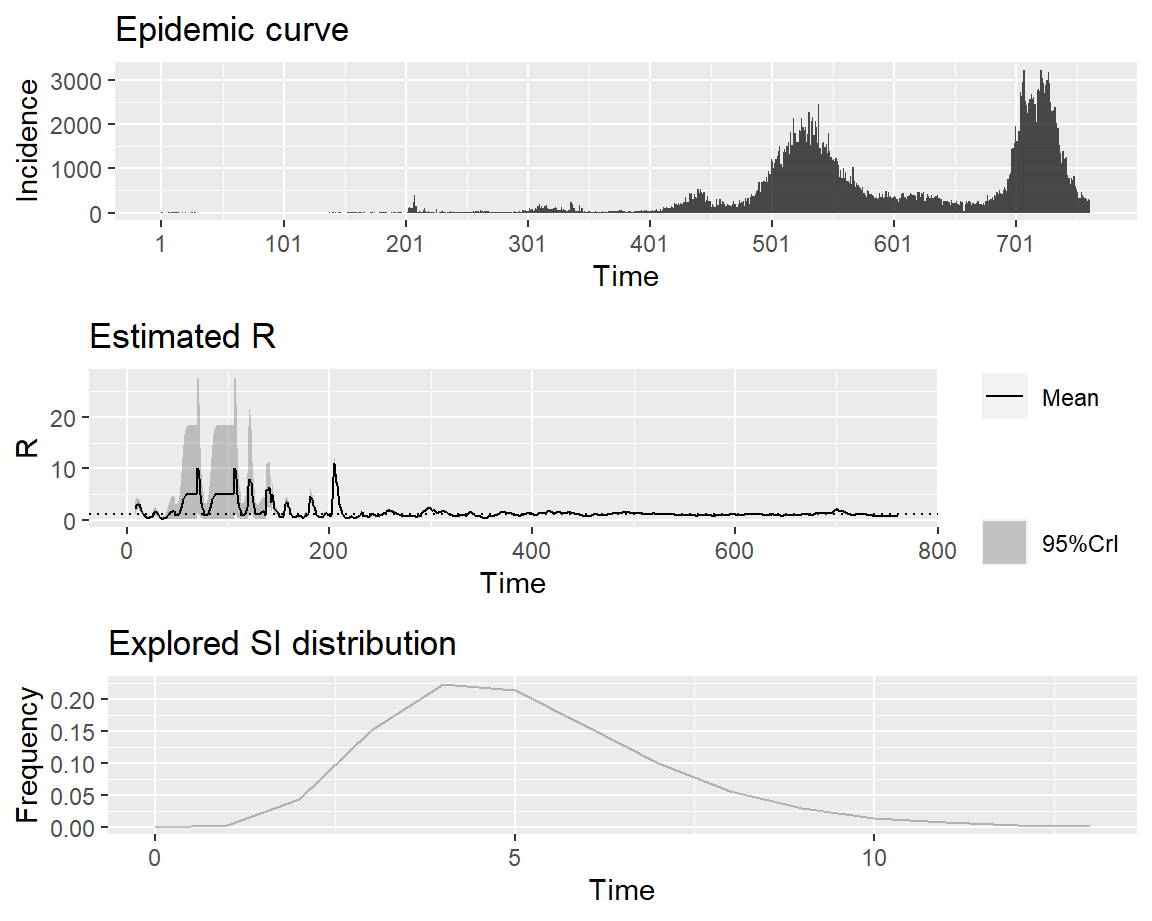 Epidemic curve
Incidence
3000
2000
1000
0
1 101 201 301 401 501 601 701
Time
Estimated R
R
20
10
0
0 200 400 600 800
Time
Mean
95%CrI
Explored SI distribution
Frequency
0.20
0.15
0.10
0.05
0.00
0 5 10
Time